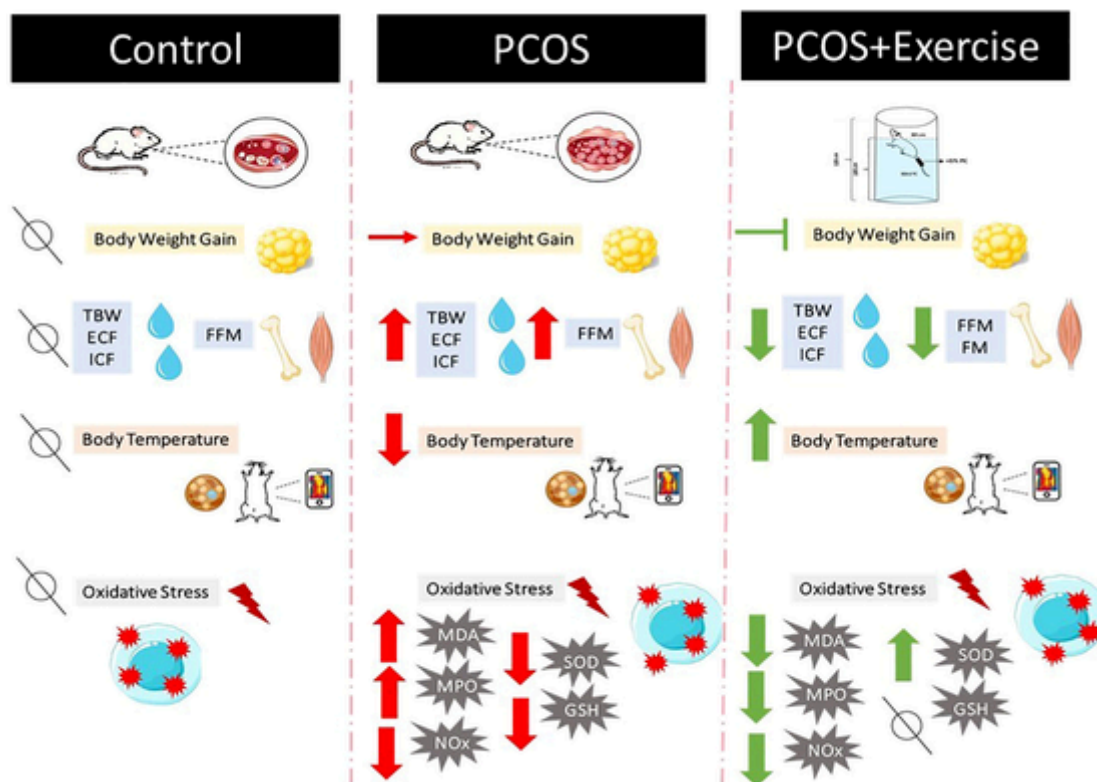 Control
PCOS
PCOS+Exercise
Body Weight Gain
Body Weight Gain
Body Weight Gain
TBW
ECF
ICF
FFM
TBW
ECF
ICF
FFM
TBW
ECF
ICF
FFM
FM
Body Temperature
Body Temperature
Body Temperature
Oxidative Stress
Oxidative Stress
MDA
MPO
NOx
SOD
GSH
Oxidative Stress
MDA
MPO
NOx
SOD
GSH